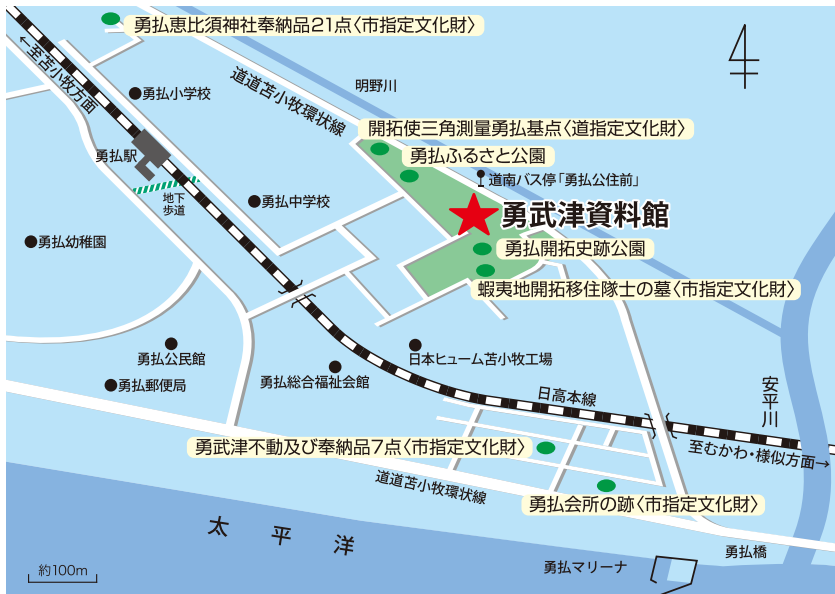 勇払恵比須神社奉納品21点〈市指定文化財〉
←至苫小牧方面
勇払小学校
道道苫小牧環状線
明野川
開拓使三角測量勇払基点〈道指定文化財〉
勇払駅
勇払ふるさと公園
道南バス停「勇払公住前」
地下
歩道
勇払中学校
勇武津資料館
勇払幼稚園
勇払開拓史跡公園
蝦夷地開拓移住隊士の墓〈市指定文化財〉
勇払公民館
日本ヒューム苫小牧工場
勇払郵便局
勇払総合福祉会館
日高本線
安平川
勇武津不動及び奉納品7点〈市指定文化財〉
至むかわ・様似方面→
道道苫小牧環状線
勇払会所の跡〈市指定文化財〉
太平洋
勇払橋
約100m
勇払マリーナ